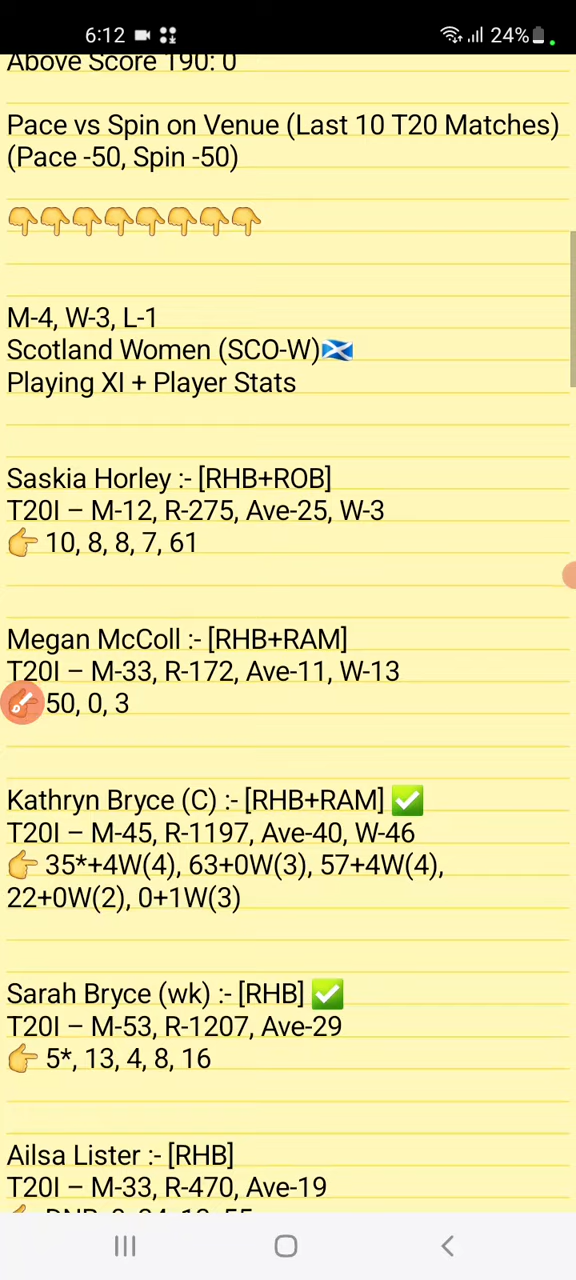 6:12 24%
Above Score 190: 0
Pace vs Spin on Venue (Last 10 T20 Matches)
(Pace -50, Spin -50)
👇👇👇👇👇👇👇👇
M-4, W-3, L-1
Scotland Women (SCO-W)🏴󠁧󠁢󠁳󠁣󠁴󠁿
Playing XI + Player Stats
Saskia Horley :- [RHB+ROB]
T20I – M-12, R-275, Ave-25, W-3
👉 10, 8, 8, 7, 61
Megan McColl :- [RHB+RAM]
T20I – M-33, R-172, Ave-11, W-13
50, 0, 3
Kathryn Bryce (C) :- [RHB+RAM] ✅
T20I – M-45, R-1197, Ave-40, W-46
👉 35*+4W(4), 63+0W(3), 57+4W(4),
22+0W(2), 0+1W(3)
Sarah Bryce (wk) :- [RHB] ✅
T20I – M-53, R-1207, Ave-29
👉 5*, 13, 4, 8, 16
Ailsa Lister :- [RHB]
T20I – M-33, R-470, Ave-19